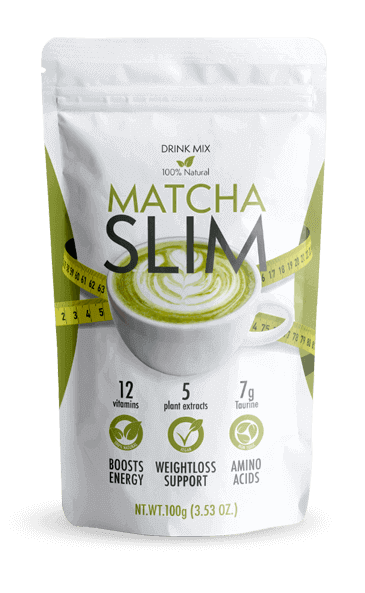 DRINK MIX
100% Natural
MATCHA
SLIM
12 5 7g
vitamins plant extracts Taurine
BOOSTS WEIGHTLOSS AMINO
ENERGY SUPPORT ACIDS
NT.WT.100g (3.53 OZ.)